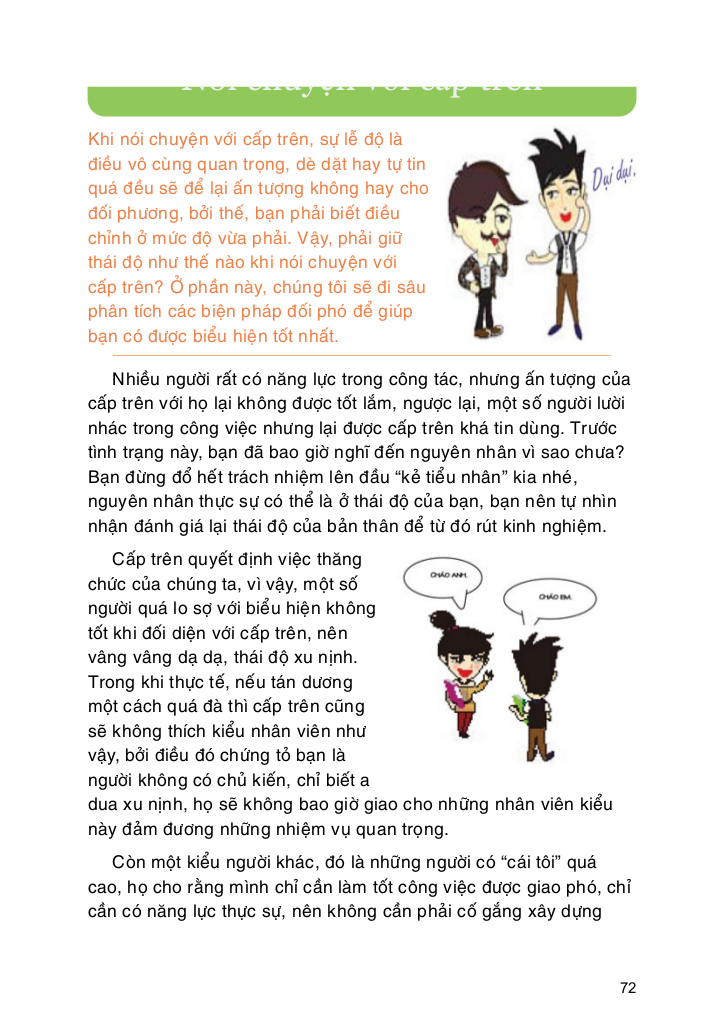 Nói chuyện với cấp trên
Khi nói chuyện với cấp trên, sự lễ độ là
điều vô cùng quan trọng, dè dặt hay tự tin
quá đều sẽ để lại ấn tượng không hay cho
đối phương, bởi thế, bạn phải biết điều
chỉnh ở mức độ vừa phải. Vậy, phải giữ
thái độ như thế nào khi nói chuyện với
cấp trên? Ở phần này, chúng tôi sẽ đi sâu
phân tích các biện pháp đối phó để giúp
bạn có được biểu hiện tốt nhất.
Dụi dụi.
Nhiều người rất có năng lực trong công tác, nhưng ấn tượng của
cấp trên với họ lại không được tốt lắm, ngược lại, một số người lười
nhác trong công việc nhưng lại được cấp trên khá tin dùng. Trước
tình trạng này, bạn đã bao giờ nghĩ đến nguyên nhân vì sao chưa?
Bạn đừng đổ hết trách nhiệm lên đầu “kẻ tiểu nhân” kia nhé,
nguyên nhân thực sự có thể là ở thái độ của bạn, bạn nên tự nhìn
nhận đánh giá lại thái độ của bản thân để từ đó rút kinh nghiệm.
Cấp trên quyết định việc thăng
chức của chúng ta, vì vậy, một số
người quá lo sợ với biểu hiện không
tốt khi đối diện với cấp trên, nên
vâng vâng dạ dạ, thái độ xu nịnh.
Trong khi thực tế, nếu tán dương
một cách quá đà thì cấp trên cũng
sẽ không thích kiểu nhân viên như
vậy, bởi điều đó chứng tỏ bạn là
người không có chủ kiến, chỉ biết a
dua xu nịnh, họ sẽ không bao giờ giao cho những nhân viên kiểu
này đảm đương những nhiệm vụ quan trọng.
CHÁO ANH.
CHÁO EM.
Còn một kiểu người khác, đó là những người có “cái tôi” quá
cao, họ cho rằng mình chỉ cần làm tốt công việc được giao phó, chỉ
cần có năng lực thực sự, nên không cần phải cố gắng xây dựng
72